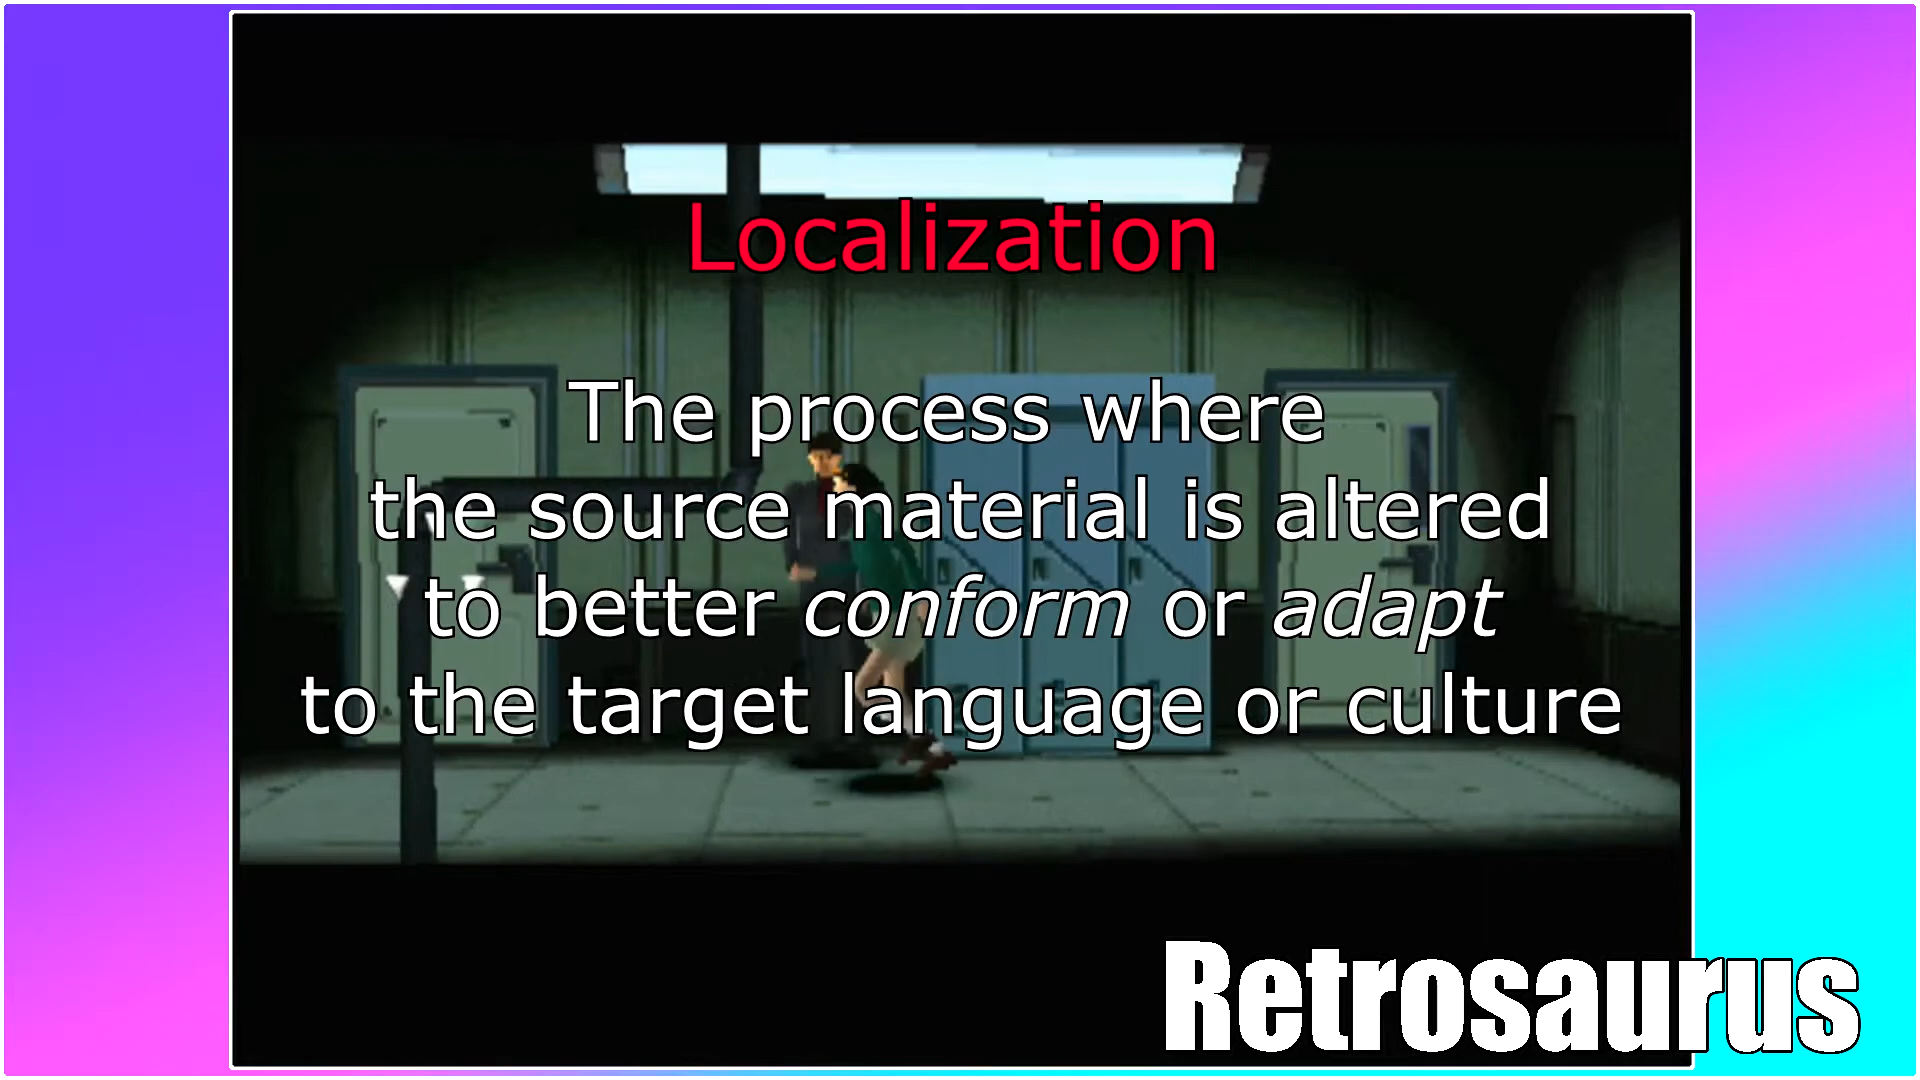 Localization
The process where
the source material is altered
to better conform or adapt
to the target language or culture
Retrosaurus